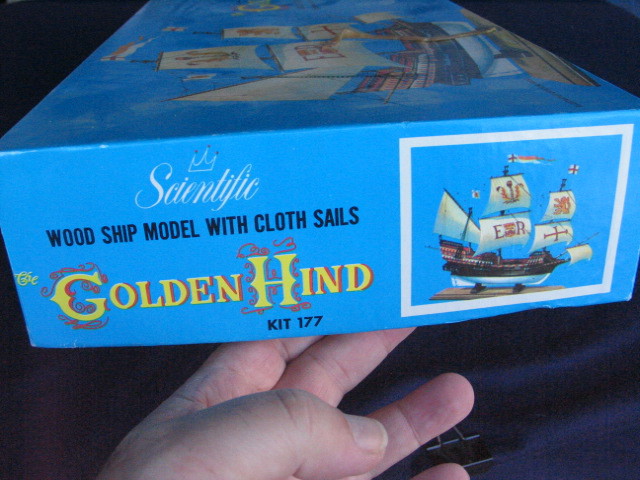 Scientific
WOOD SHIP MODEL WITH CLOTH SAILS
The GOLDEN HIND
KIT 177
E R
E R